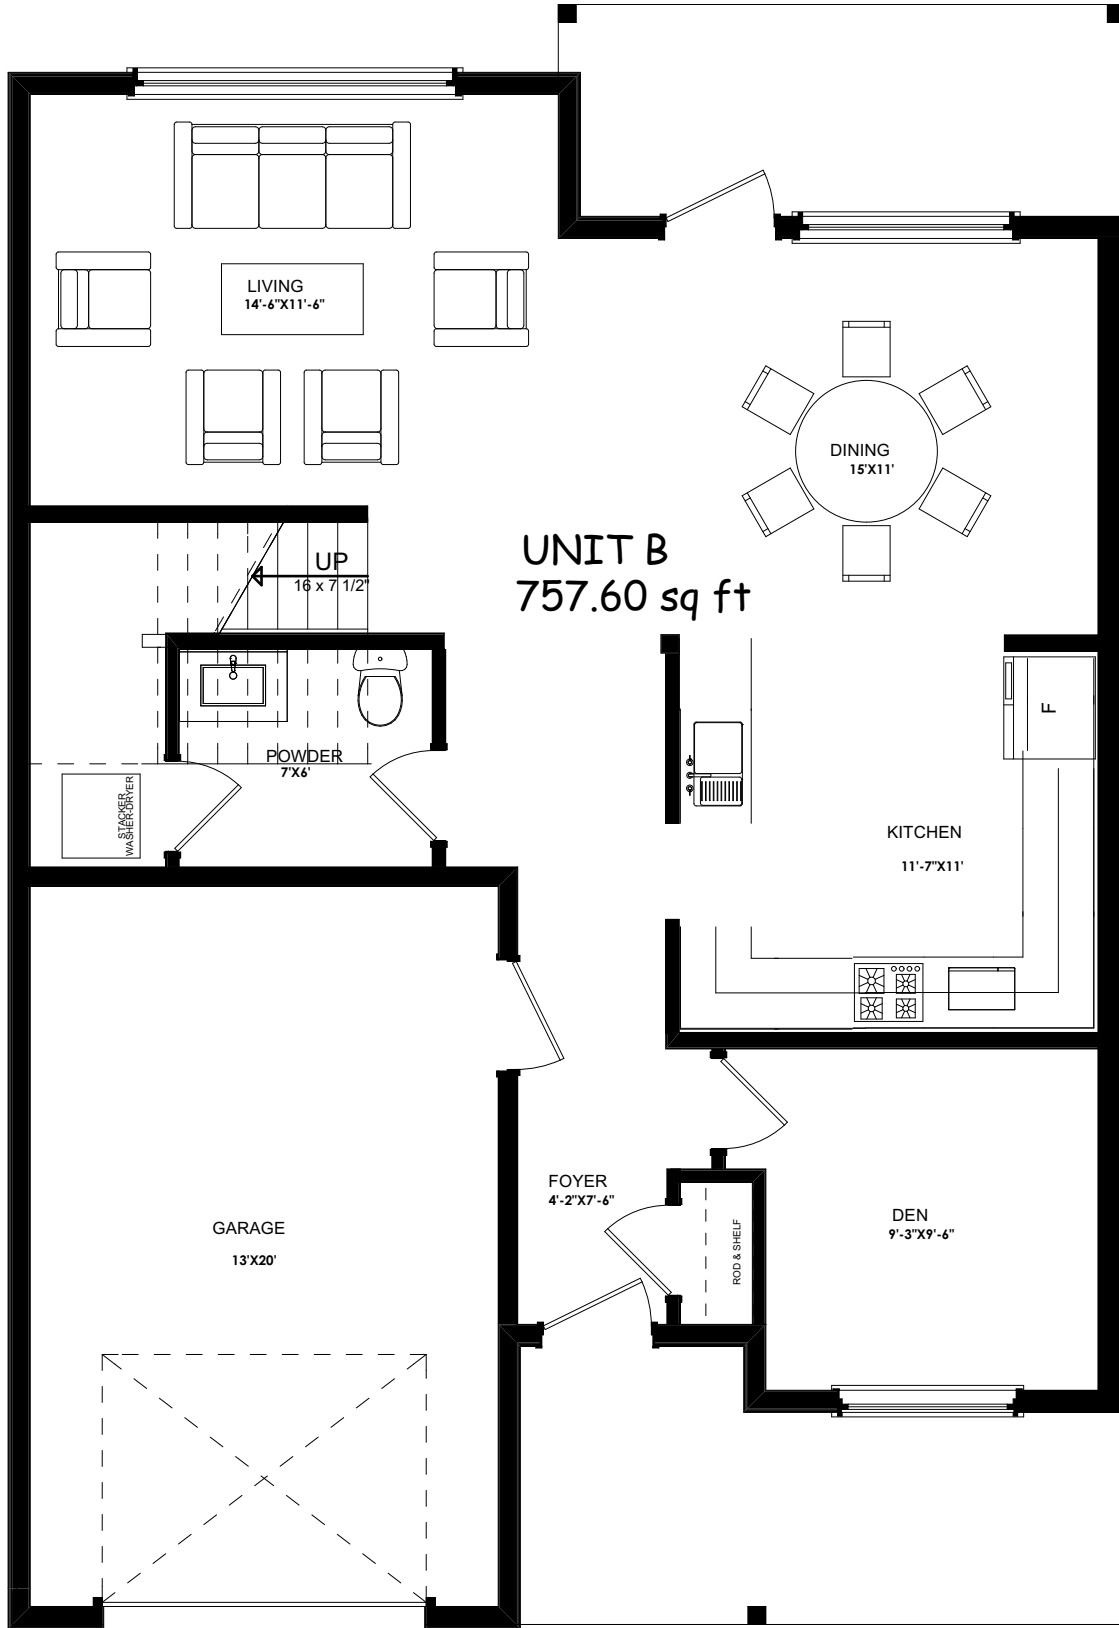 LIVING
14'-6"X11'-6"
DINING
15'X11'
UNIT B
757.60 sq ft
UP
16 x 7 1/2"
F
POWDER
7'X6'
STACKER
WASHER-DRYER
KITCHEN
11'-7"X11'
FOYER
4'-2"X7'-6"
ROD & SHELF
DEN
9'-3"X9'-6"
GARAGE
13'X20'